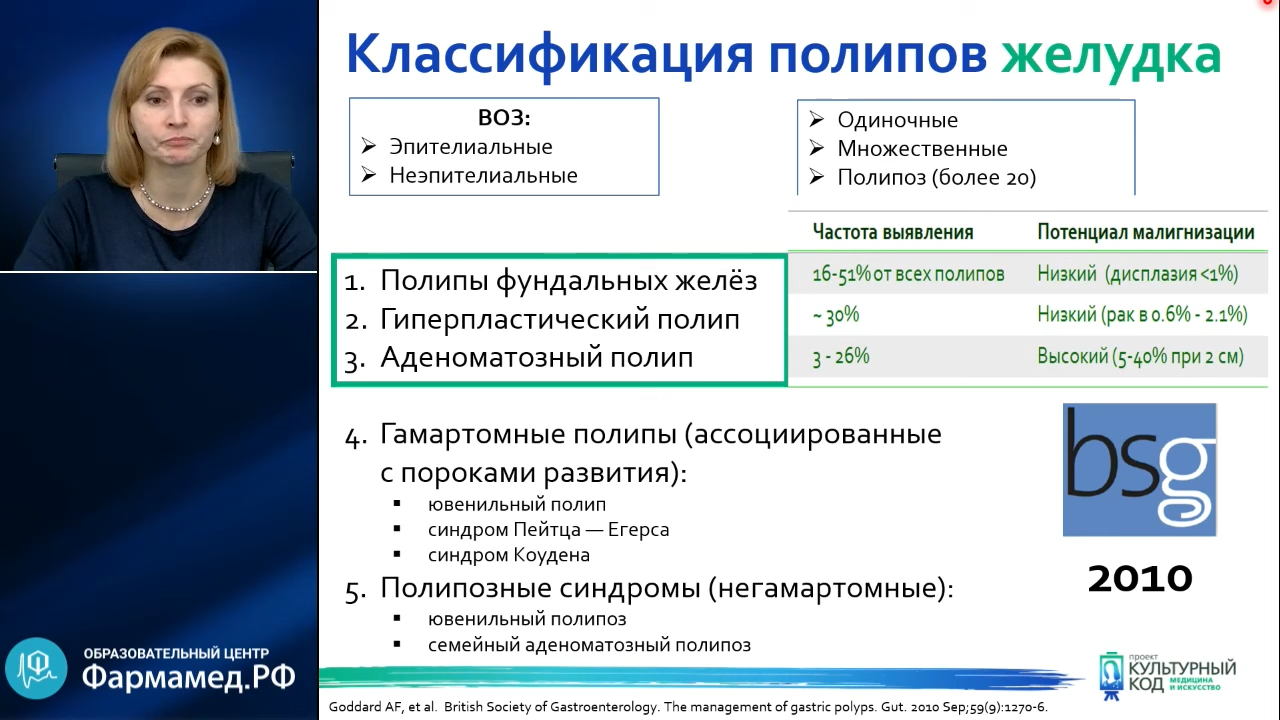 Классификация полипов желудка
ВОЗ:
➢ Эпителиальные
➢ Неэпителиальные
➢ Одиночные
➢ Множественные
➢ Полипоз (более 20)
Частота выявления Потенциал малигнизации
1. Полипы фундальных желёз
16-51% от всех полипов Низкий (дисплазия <1%)
2. Гиперпластический полип
~ 30% Низкий (рак в 0.6% - 2.1%)
3. Аденоматозный полип
3 - 26% Высокий (5-40% при 2 см)
4. Гамартомные полипы (ассоциированные
с пороками развития):
▪ ювенильный полип
▪ синдром Пейтца — Егерса
▪ синдром Коудена
5. Полипозные синдромы (негамартомные):
▪ ювенильный полипоз
▪ семейный аденоматозный полипоз
bsg
2010
ОБРАЗОВАТЕЛЬНЫЙ ЦЕНТР
Фармамед.РФ
проект
КУЛЬТУРНЫЙ
КОД МЕДИЦИНА
И ИСКУССТВО
Goddard AF, et al. British Society of Gastroenterology. The management of gastric polyps. Gut. 2010 Sep;59(9):1270-6.